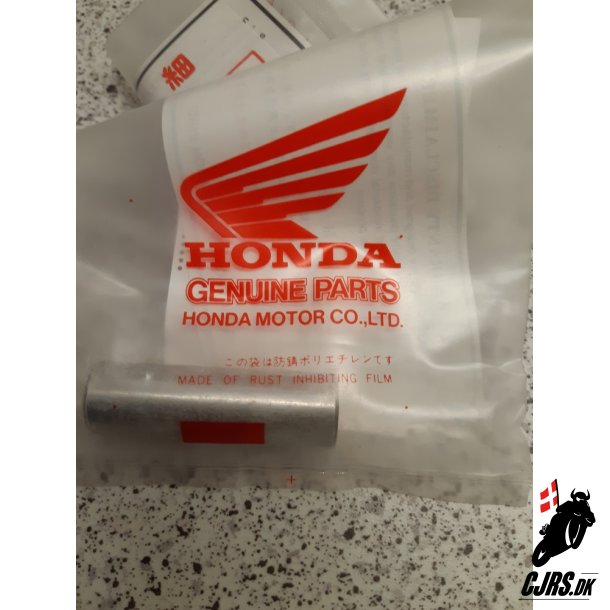 細
HONDA
GENUINE PARTS
HONDA MOTOR CO.,LTD.
この袋は防錆ポリエチレンです
MADE OF RUST INHIBITING FILM
CJRS.DK